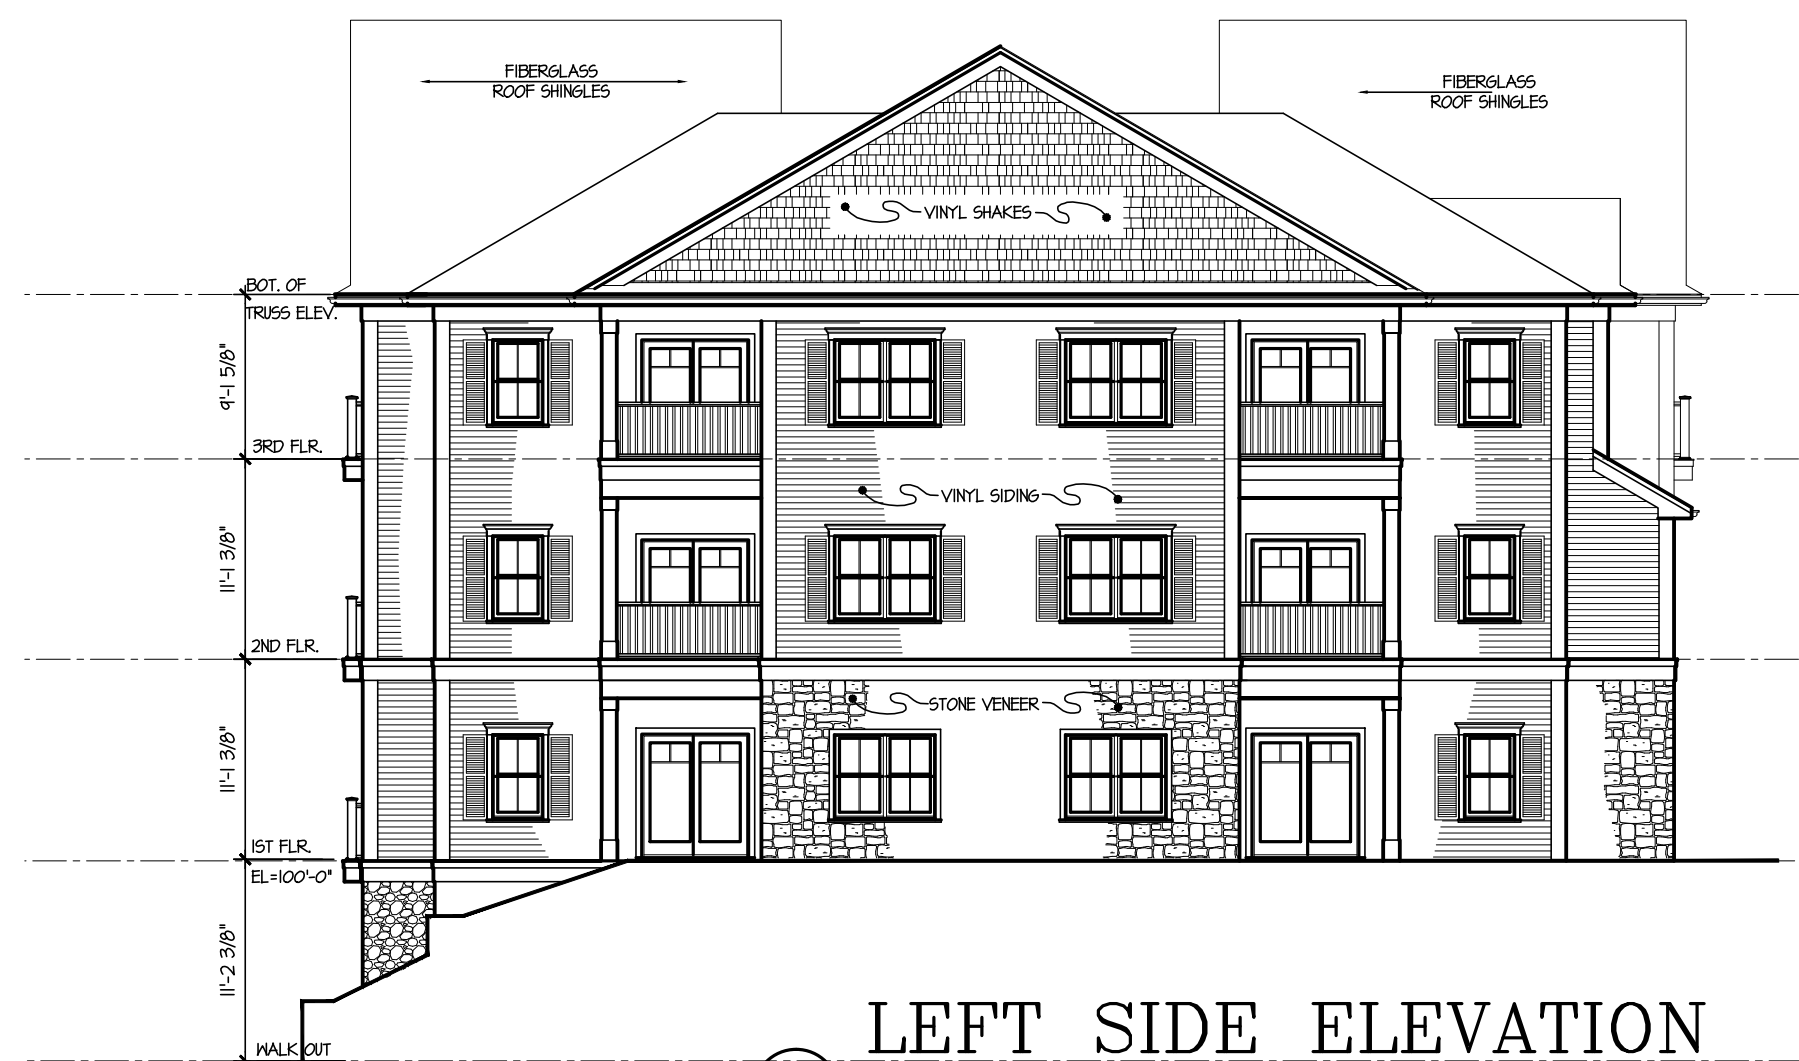 FIBERGLASS
ROOF SHINGLES
FIBERGLASS
ROOF SHINGLES
VINYL SHAKES
BOT. OF
TRUSS ELEV.
9'-1 5/8"
3RD FLR.
VINYL SIDING
11'-1 3/8"
2ND FLR.
STONE VENEER
11'-1 3/8"
1ST FLR.
EL=100'-0"
11'-2 3/8"
LEFT SIDE ELEVATION
WALK OUT